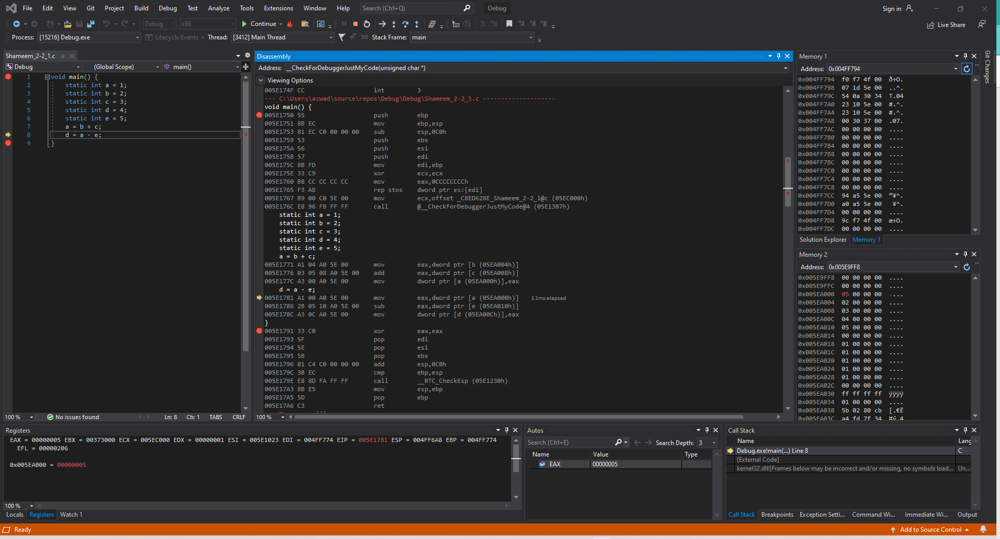 File Edit View Git Project Build Debug Test Analyze Tools Extensions Window Help Search (Ctrl+Q) Debug Sign in
Debug x86 Continue Live Share
Process: [15216] Debug.exe Lifecycle Events Thread: [3412] Main Thread Stack Frame: main
Shameem_2-2_1.c
Debug (Global Scope) main()
1 void main() {
2 static int a = 1;
3 static int b = 2;
4 static int c = 3;
5 static int d = 4;
6 static int e = 5;
7 a = b + c;
8 d = a - e;
9 }
100 % No issues found Ln: 8 Ch: 1 TABS CRLF
Disassembly
Address: __CheckForDebuggerJustMyCode(unsigned char *)
Viewing Options
005E174F CC int 3
--- C:\Users\azwad\source\repos\Debug\Debug\Shameem_2-2_1.c --------------------
void main() {
005E1750 55 push ebp
005E1751 8B EC mov ebp,esp
005E1753 81 EC C0 00 00 00 sub esp,0C0h
005E1759 53 push ebx
005E175A 56 push esi
005E175B 57 push edi
005E175C 8B FD mov edi,ebp
005E175E 33 C9 xor ecx,ecx
005E1760 B8 CC CC CC CC mov eax,0CCCCCCCCh
005E1765 F3 AB rep stos dword ptr es:[edi]
005E1767 B9 00 C0 5E 00 mov ecx,offset _C8ED628E_Shameem_2-2_1@c (05EC000h)
005E176C E8 96 FB FF FF call @__CheckForDebuggerJustMyCode@4 (05E1307h)
static int a = 1;
static int b = 2;
static int c = 3;
static int d = 4;
static int e = 5;
a = b + c;
005E1771 A1 04 A0 5E 00 mov eax,dword ptr [b (05EA004h)]
005E1776 03 05 08 A0 5E 00 add eax,dword ptr [c (05EA008h)]
005E177C A3 00 A0 5E 00 mov dword ptr [a (05EA000h)],eax
d = a - e;
005E1781 A1 00 A0 5E 00 mov eax,dword ptr [a (05EA000h)] ≤1ms elapsed
005E1786 2B 05 10 A0 5E 00 sub eax,dword ptr [e (05EA010h)]
005E178C A3 0C A0 5E 00 mov dword ptr [d (05EA00Ch)],eax
}
005E1791 33 C0 xor eax,eax
005E1793 5F pop edi
005E1794 5E pop esi
005E1795 5B pop ebx
005E1796 81 C4 C0 00 00 00 add esp,0C0h
005E179C 3B EC cmp ebp,esp
005E179E E8 8D FA FF FF call __RTC_CheckEsp (05E1230h)
005E17A3 8B E5 mov esp,ebp
005E17A5 5D pop ebp
005E17A6 C3 ret
100 %
Memory 1
Address: 0x004FF794
0x004FF794 f0 f7 4f 00 ð÷O.
0x004FF798 07 1d 5e 00 ..^.
0x004FF79C 54 0a 30 34 T.04
0x004FF7A0 23 10 5e 00 #.^.
0x004FF7A4 23 10 5e 00 #.^.
0x004FF7A8 00 30 37 00 .07.
0x004FF7AC 00 00 00 00 ....
0x004FF7B0 00 00 00 00 ....
0x004FF7B4 00 00 00 00 ....
0x004FF7B8 00 00 00 00 ....
0x004FF7BC 00 00 00 00 ....
0x004FF7C0 00 00 00 00 ....
0x004FF7C4 00 00 00 00 ....
0x004FF7C8 00 00 00 00 ....
0x004FF7CC 94 a5 5e 00 ”¥^.
0x004FF7D0 a0 a5 5e 00  ¥^.
0x004FF7D4 00 00 00 00 ....
0x004FF7D8 9c f7 4f 00 œ÷O.
0x004FF7DC 00 00 00 00 ....
Solution Explorer Memory 1
Git Changes
Memory 2
Address: 0x005E9FF8
0x005E9FF8 00 00 00 00 ....
0x005E9FFC 00 00 00 00 ....
0x005EA000 05 00 00 00 ....
0x005EA004 02 00 00 00 ....
0x005EA008 03 00 00 00 ....
0x005EA00C 04 00 00 00 ....
0x005EA010 05 00 00 00 ....
0x005EA014 00 00 00 00 ....
0x005EA018 01 00 00 00 ....
0x005EA01C 01 00 00 00 ....
0x005EA020 01 00 00 00 ....
0x005EA024 01 00 00 00 ....
0x005EA028 01 00 00 00 ....
0x005EA02C 00 00 00 00 ....
0x005EA030 ff ff ff ff ÿÿÿÿ
0x005EA034 01 00 00 00 ....
0x005EA038 5b 02 80 cb [.€Ë
0x005EA03C a4 fd 7f 34 ¤ý.4
Registers
EAX = 00000005 EBX = 00373000 ECX = 005EC000 EDX = 00000001 ESI = 005E1023 EDI = 004FF774 EIP = 005E1781 ESP = 004FF6A8 EBP = 004FF774
EFL = 00000206
0x005EA000 = 00000005
100 %
Locals Registers Watch 1
Autos
Search (Ctrl+E) Search Depth: 3
Name Value Type
EAX 00000005
Call Stack
Name Lang
Debug.exe!main(...) Line 8 C
[External Code]
kernel32.dll![Frames below may be incorrect and/or missing, no symbols load... Un...
Call Stack Breakpoints Exception Setti... Command Wi... Immediate Wi... Output
Ready Add to Source Control